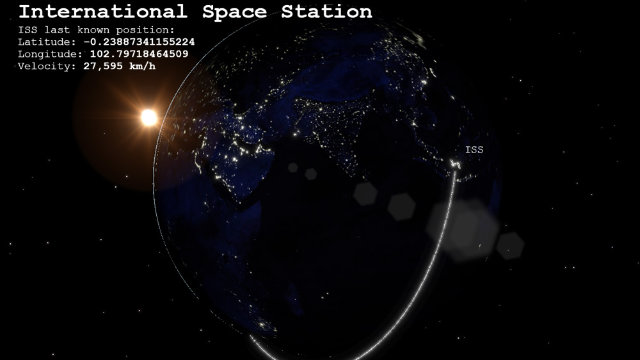 International Space Station
ISS last known position:
Latitude: -0.23887341155224
Longitude: 102.79718464509
Velocity: 27,595 km/h
ISS